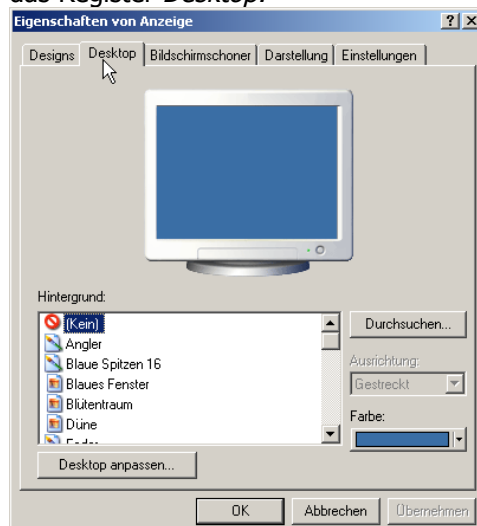 das Register Desktop.
Eigenschaften von Anzeige
Designs Desktop Bildschirmschoner Darstellung Einstellungen
Hintergrund:
(Kein)
Angler
Blaue Spitzen 16
Blaues Fenster
Blütentraum
Düne
Durchsuchen...
Ausrichtung:
Gestreckt
Farbe:
Desktop anpassen...
OK Abbrechen Übernehmen